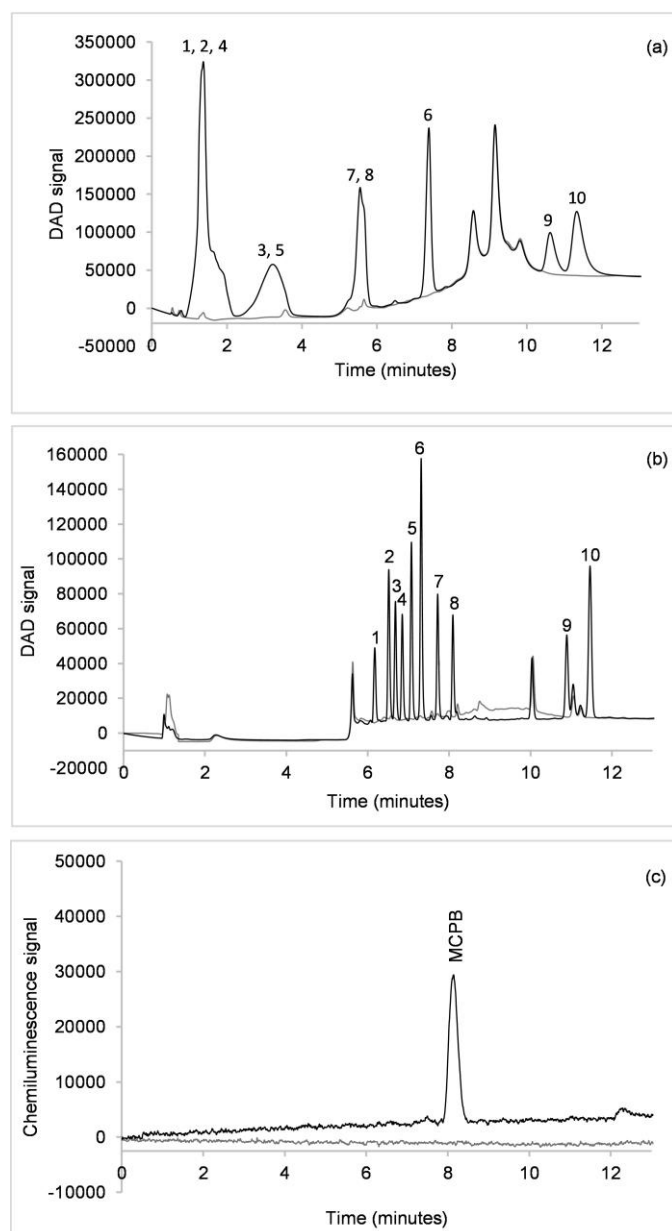 (a)
350000
300000
250000
200000
150000
100000
50000
0
-50000
DAD signal
1, 2, 4
3, 5
7, 8
6
9
10
0 2 4 6 8 10 12
Time (minutes)
(b)
160000
140000
120000
100000
80000
60000
40000
20000
0
-20000
DAD signal
1
2
3
4
5
6
7
8
9
10
0 2 4 6 8 10 12
Time (minutes)
(c)
50000
40000
30000
20000
10000
0
-10000
Chemiluminescence signal
MCPB
0 2 4 6 8 10 12
Time (minutes)